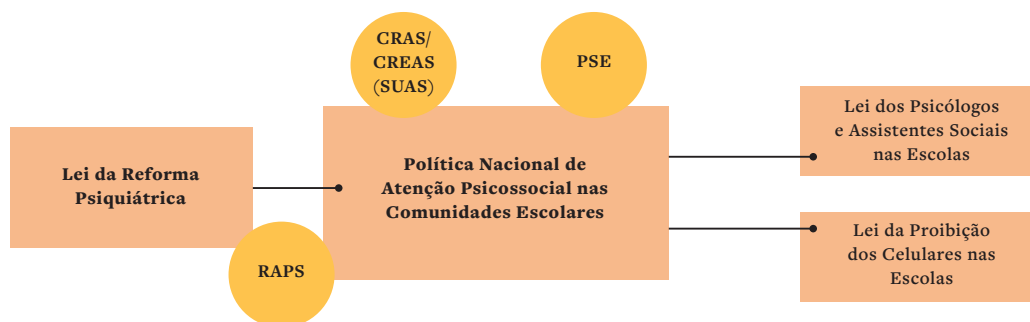 CRAS/
CREAS
(SUAS)
PSE
Lei da Reforma
Psiquiátrica
RAPS
Política Nacional de
Atenção Psicossocial nas
Comunidades Escolares
Lei dos Psicólogos
e Assistentes Sociais
nas Escolas
Lei da Proibição
dos Celulares nas
Escolas